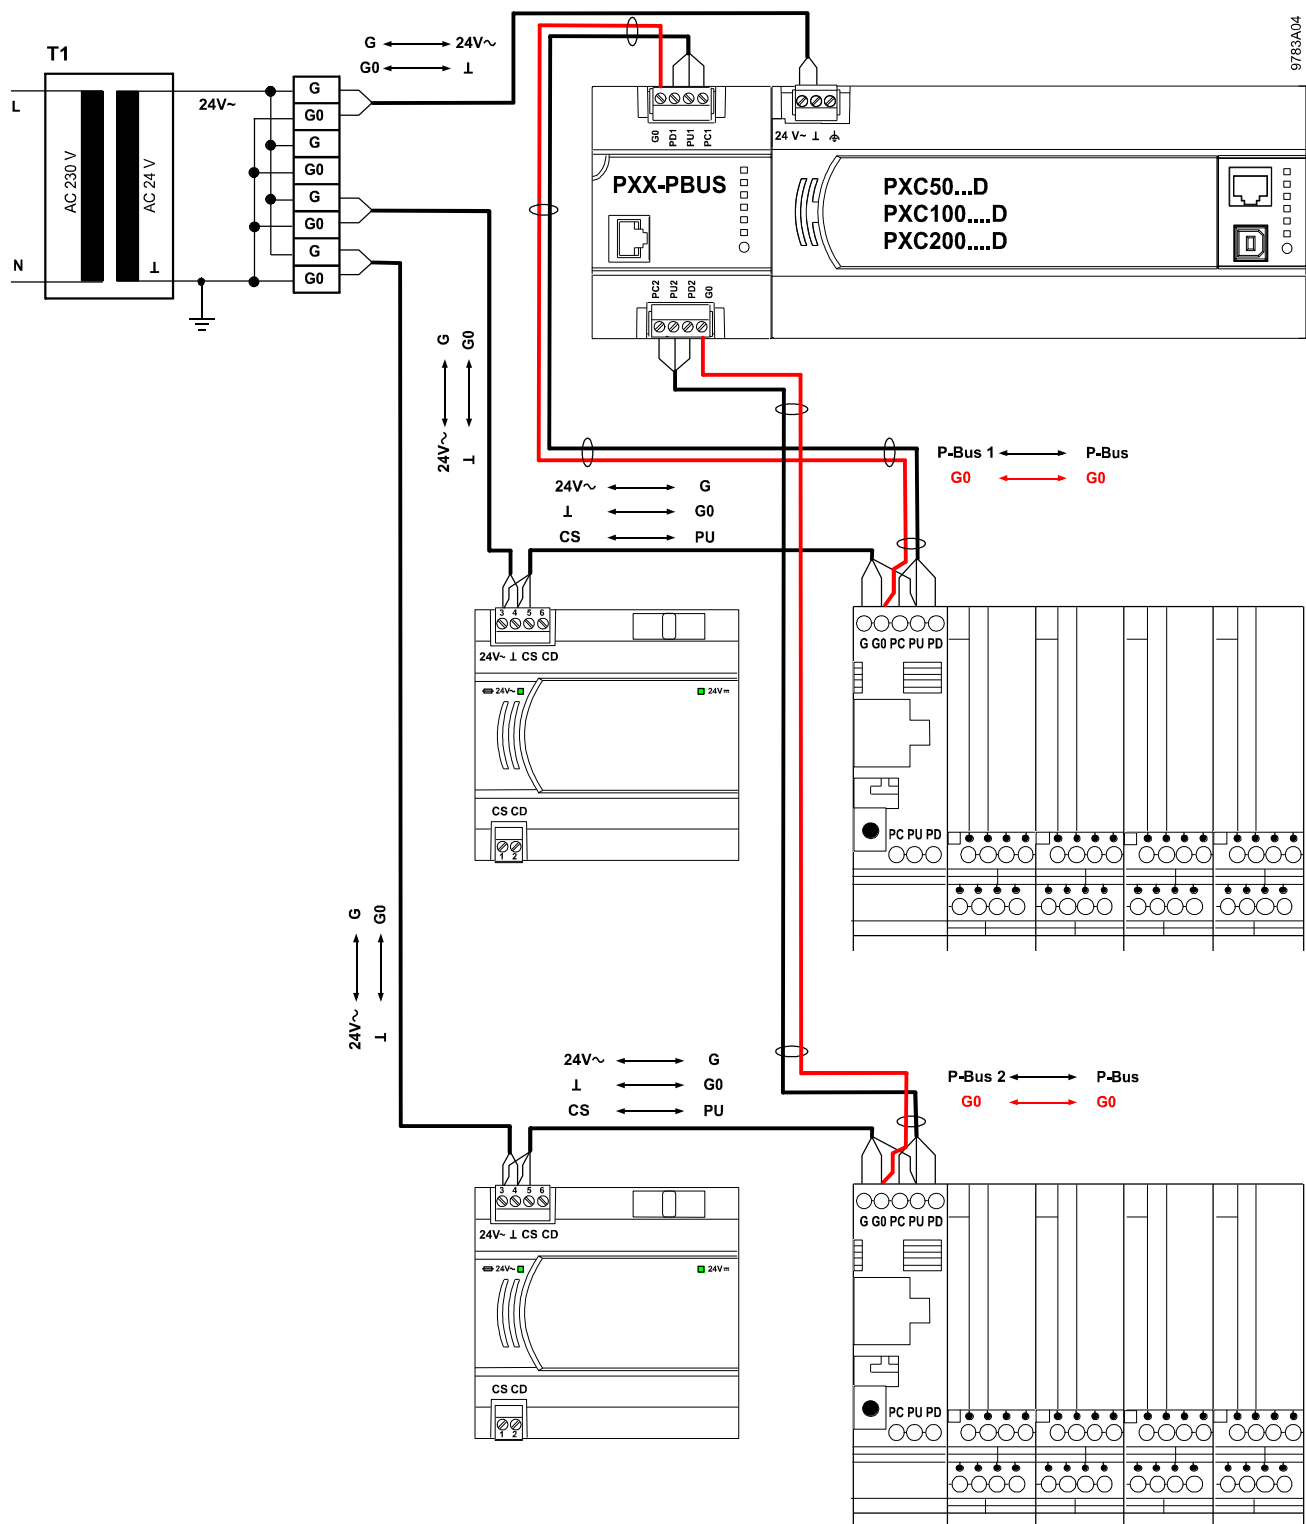 9783A04
T1
G 24V~
G0 ⊥
L
24V~
G
G0
G
G0
G
G0
G
G0
AC 230 V
AC 24 V
⊥
N
G0 PD1 PU1 PC1
24 V~ ⊥
PXX-PBUS
PXC50...D
PXC100....D
PXC200....D
PC2 PU2 PD2 G0
G G0
24V~ ⊥
P-Bus 1 P-Bus
G0 G0
24V~ G
⊥ G0
CS PU
3 4 5 6
24V~ ⊥ CS CD
24V~ 24V
CS CD
1 2
G G0 PC PU PD
PC PU PD
G G0
24V~ ⊥
24V~ G
⊥ G0
CS PU
P-Bus 2 P-Bus
G0 G0
3 4 5 6
24V~ ⊥ CS CD
24V~ 24V
CS CD
1 2
G G0 PC PU PD
PC PU PD